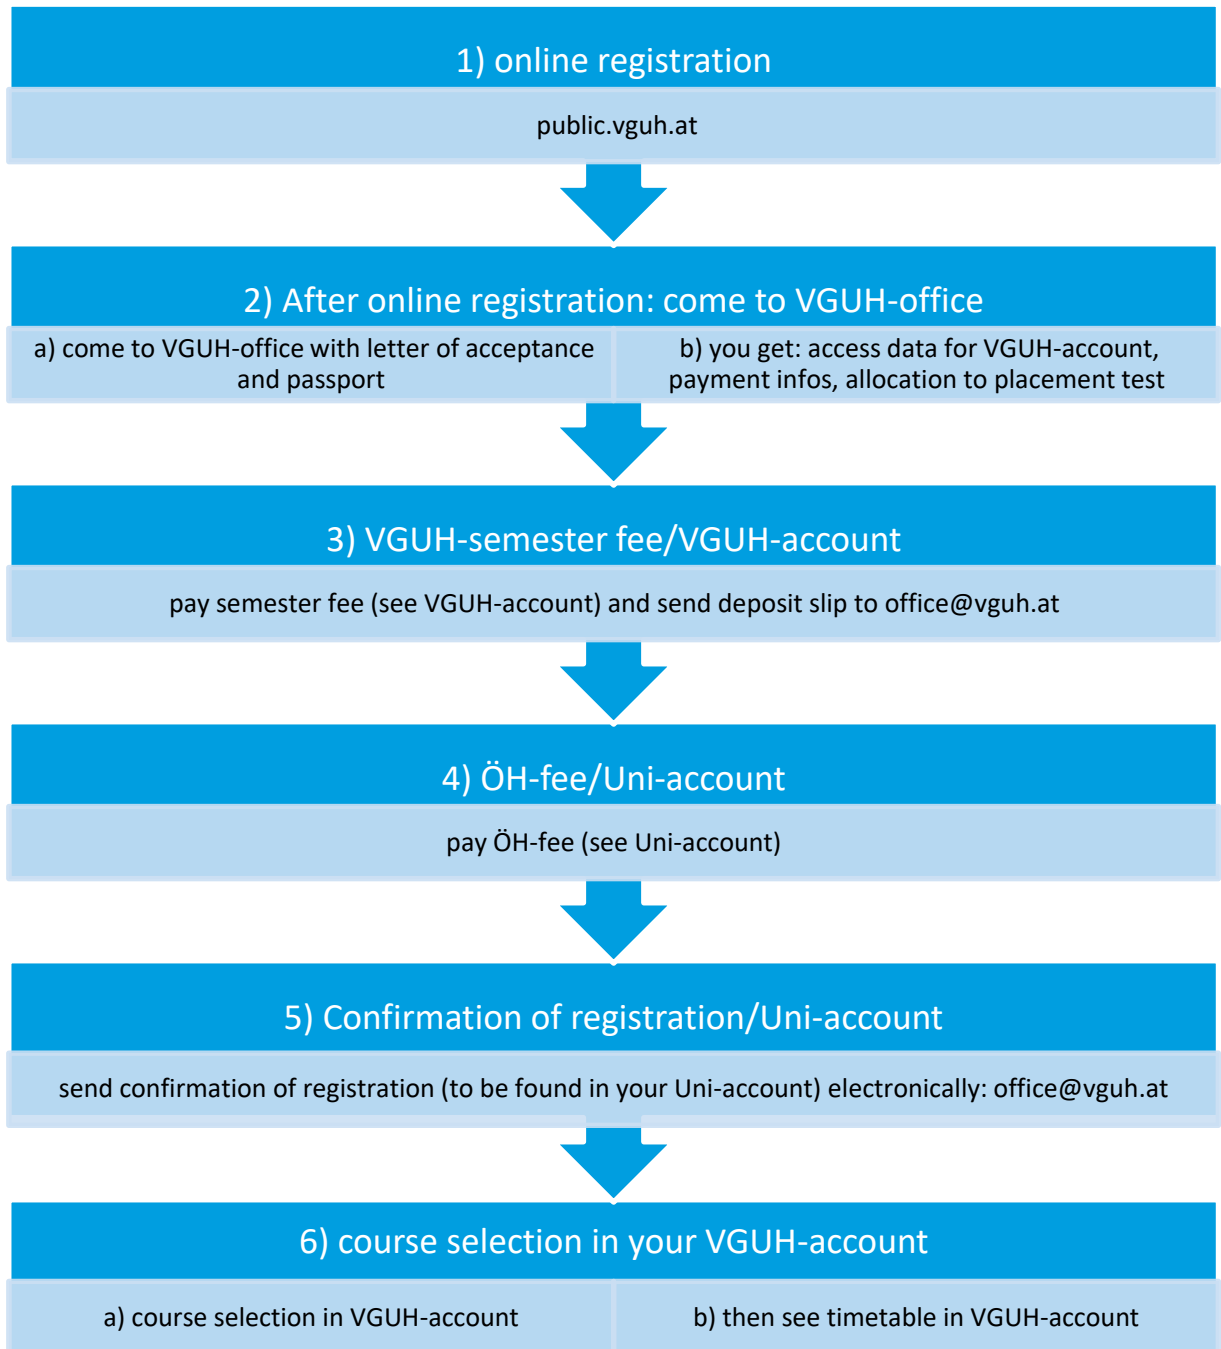 1) online registration
public.vguh.at
2) After online registration: come to VGUH-office
a) come to VGUH-office with letter of acceptance
and passport
b) you get: access data for VGUH-account,
payment infos, allocation to placement test
3) VGUH-semester fee/VGUH-account
pay semester fee (see VGUH-account) and send deposit slip to office@vguh.at
4) ÖH-fee/Uni-account
pay ÖH-fee (see Uni-account)
5) Confirmation of registration/Uni-account
send confirmation of registration (to be found in your Uni-account) electronically: office@vguh.at
6) course selection in your VGUH-account
a) course selection in VGUH-account
b) then see timetable in VGUH-account